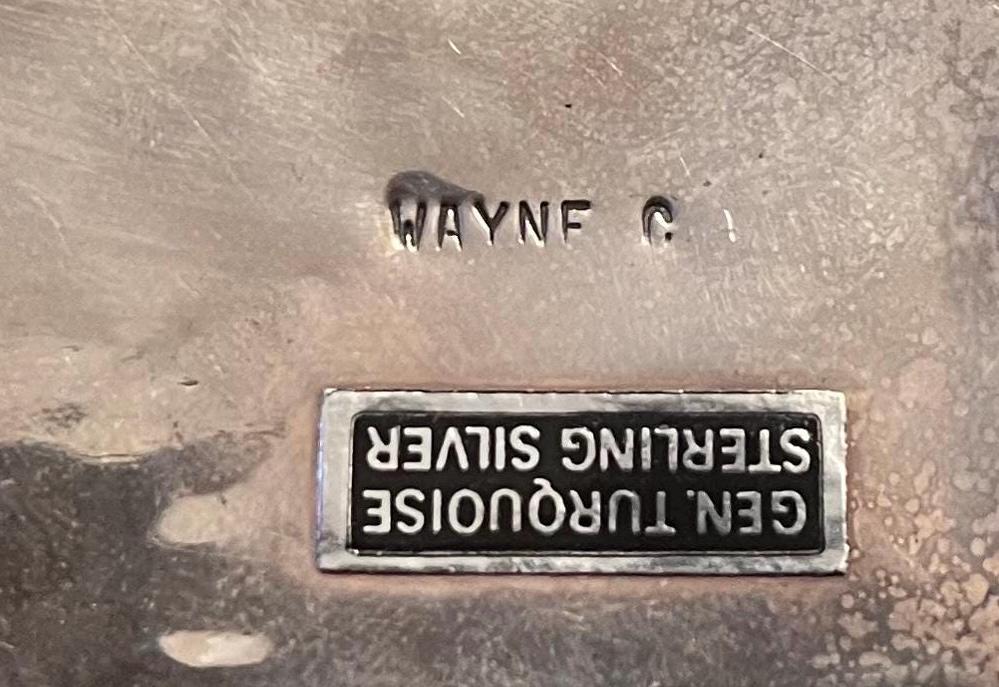 WAYNE C
GEN. TURQUOISE
STERLING SILVER